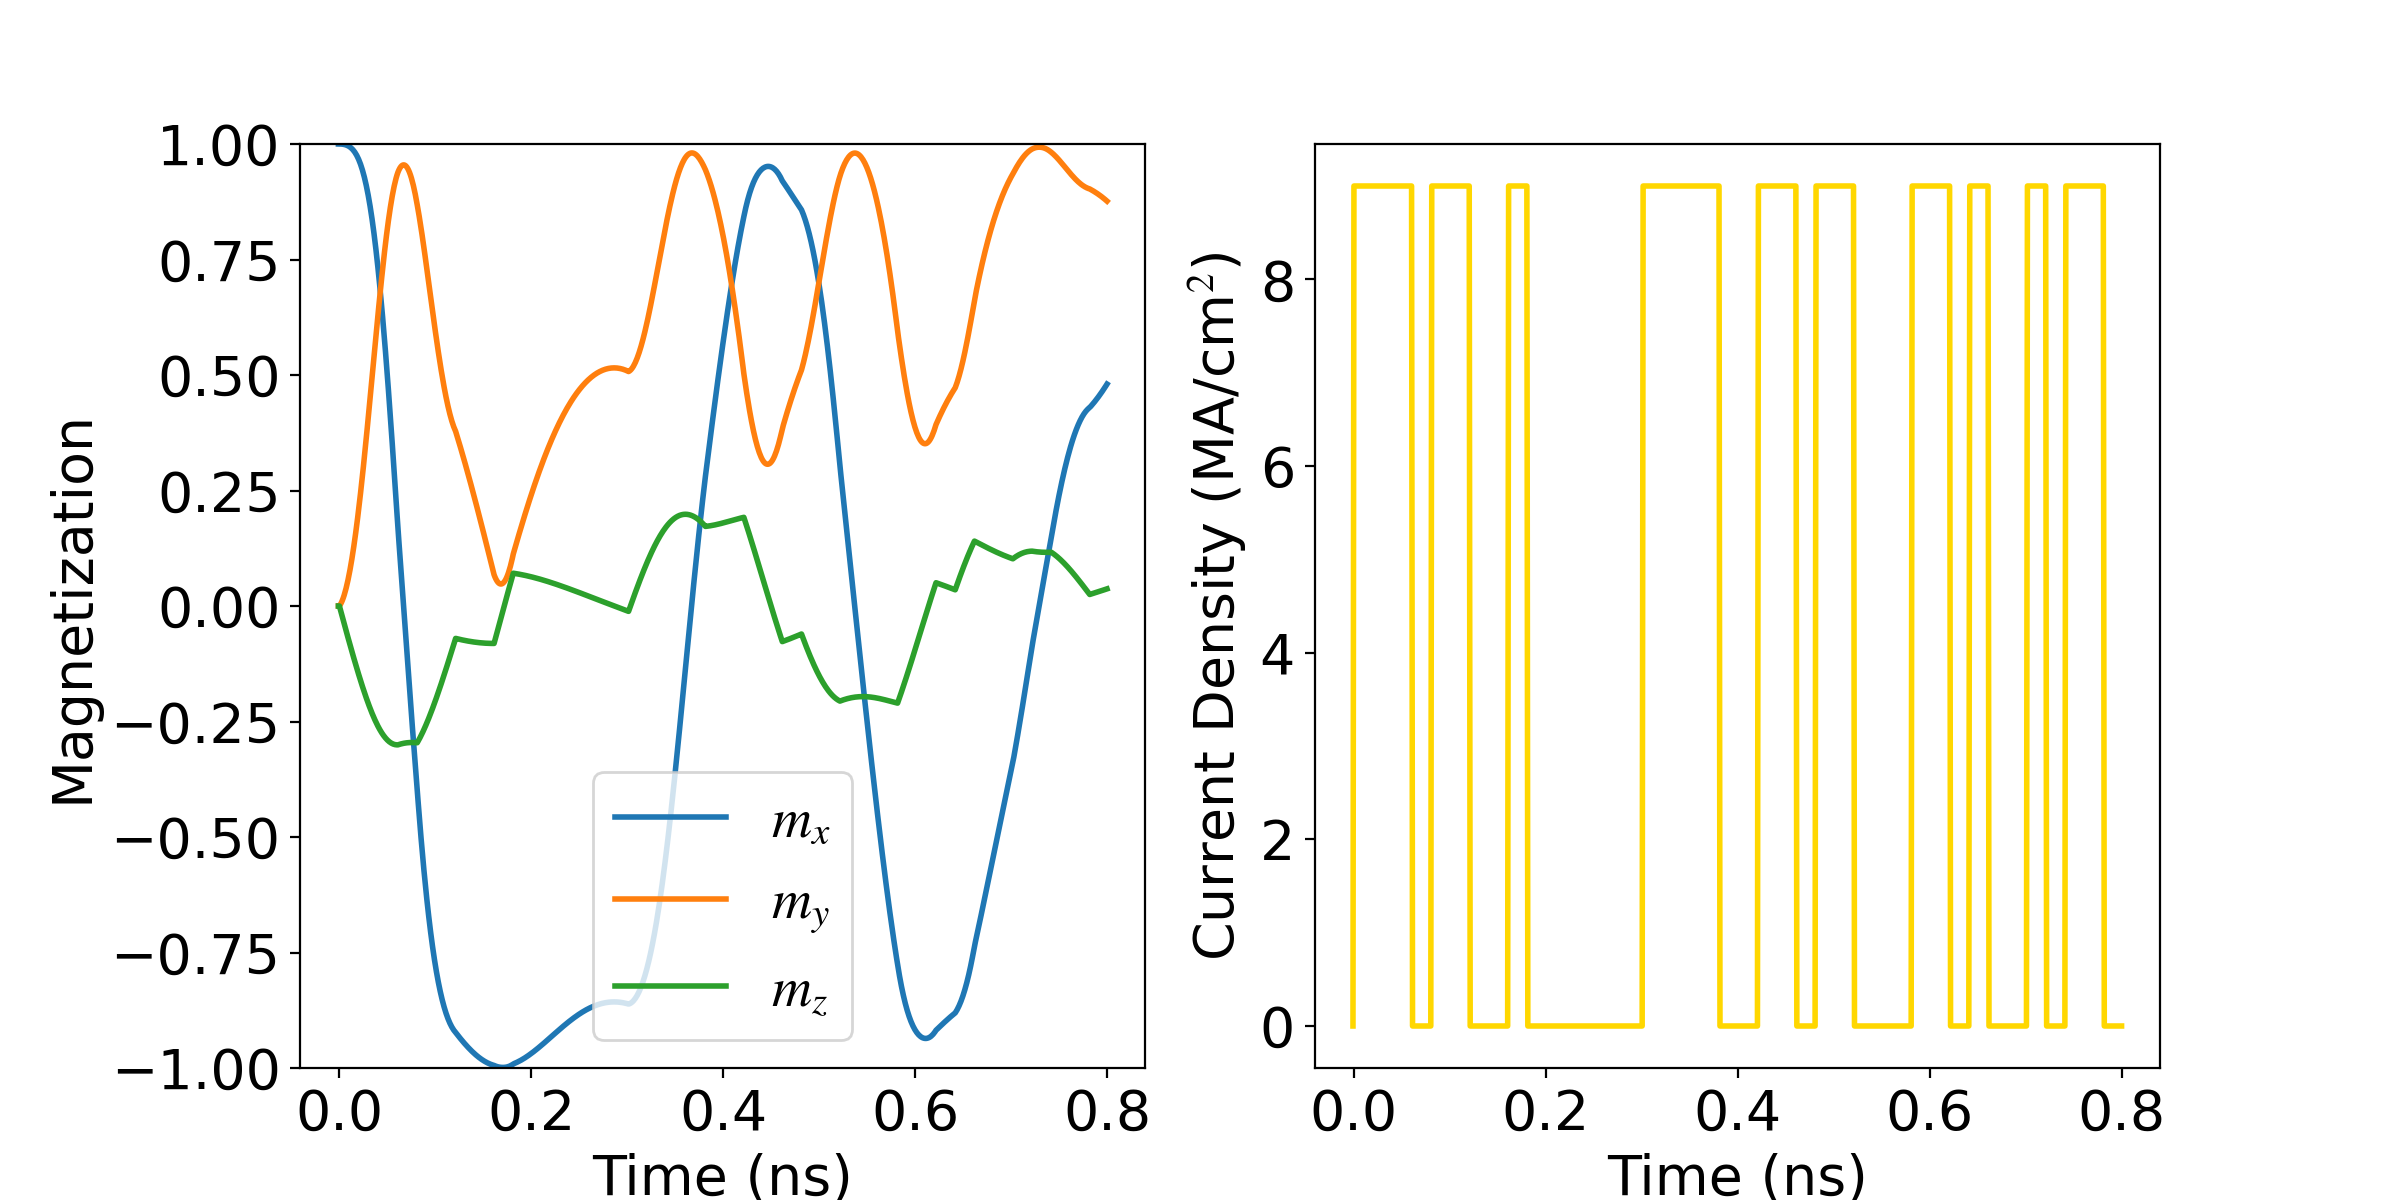 1.00
0.75
0.50
0.25
0.00
−0.25
−0.50
−0.75
−1.00
Magnetization
0.0 0.2 0.4 0.6 0.8
Time (ns)
m_x
m_y
m_z
8
6
4
2
0
Current Density (MA/cm²)
0.0 0.2 0.4 0.6 0.8
Time (ns)